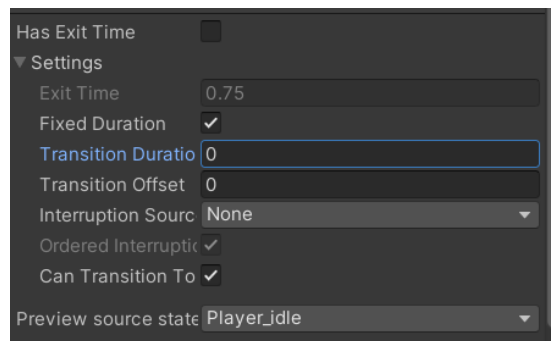 Has Exit Time
Settings
Exit Time 0.75
Fixed Duration
Transition Duratio 0
Transition Offset 0
Interruption Sourc None
Ordered Interruptic
Can Transition To
Preview source state Player_idle